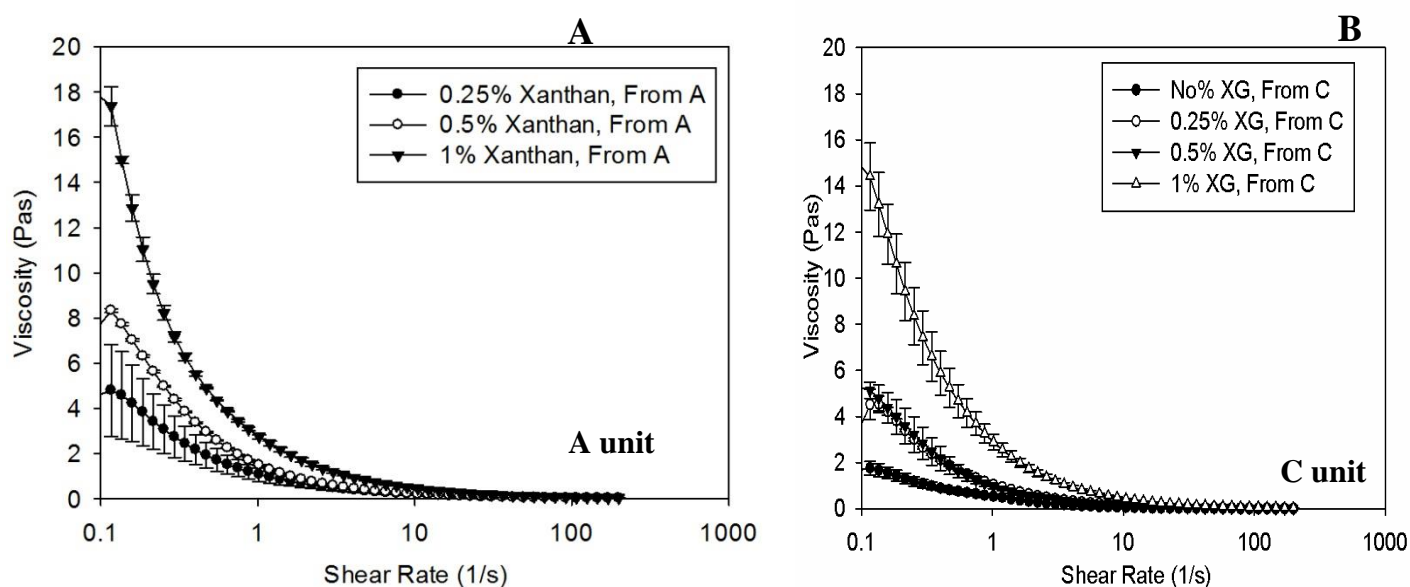 A
20
18
16
14
12
10
8
6
4
2
0
Viscosity (Pas)
0.25% Xanthan, From A
0.5% Xanthan, From A
1% Xanthan, From A
A unit
0.1 1 10 100 1000
Shear Rate (1/s)
B
20
18
16
14
12
10
8
6
4
2
0
Viscosity (Pas)
No% XG, From C
0.25% XG, From C
0.5% XG, From C
1% XG, From C
C unit
0.1 1 10 100 1000
Shear Rate (1/s)